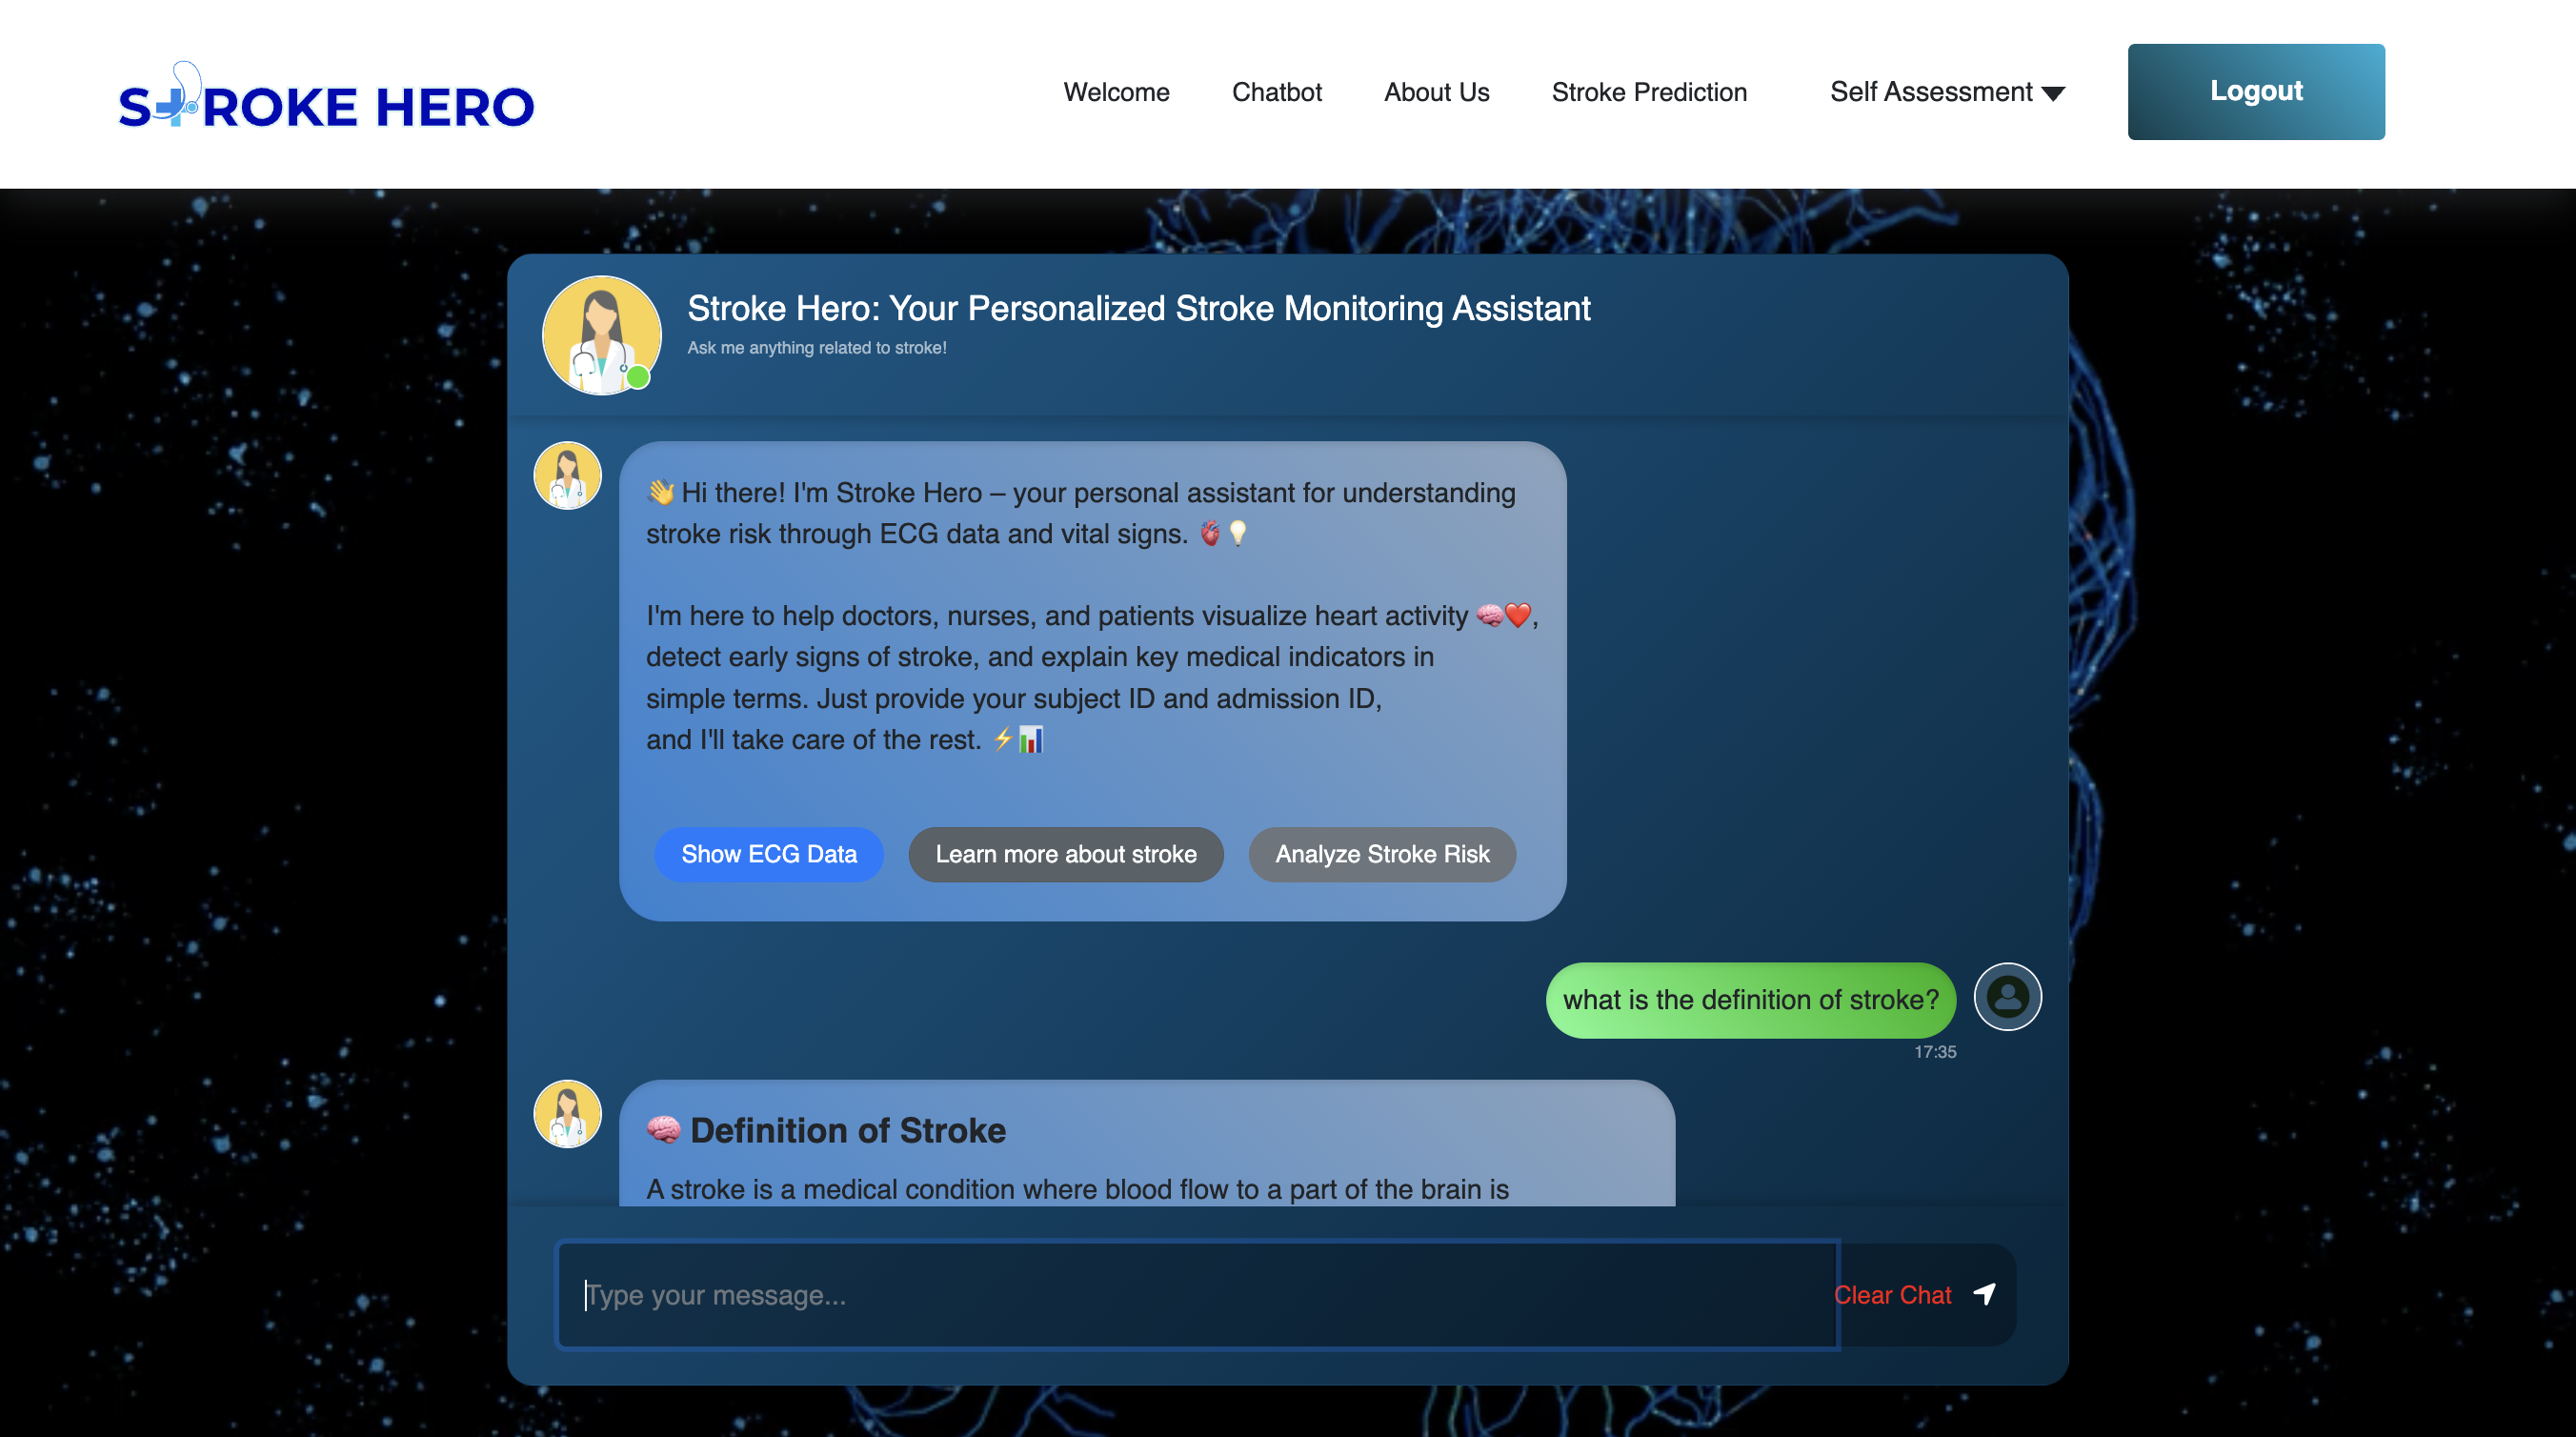 STROKE HERO
Welcome
Chatbot
About Us
Stroke Prediction
Self Assessment
Logout
Stroke Hero: Your Personalized Stroke Monitoring Assistant
Ask me anything related to stroke!
👋 Hi there! I'm Stroke Hero – your personal assistant for understanding
stroke risk through ECG data and vital signs. 🫀💡
I'm here to help doctors, nurses, and patients visualize heart activity 🧠❤️,
detect early signs of stroke, and explain key medical indicators in
simple terms. Just provide your subject ID and admission ID,
and I'll take care of the rest. ⚡📊
Show ECG Data
Learn more about stroke
Analyze Stroke Risk
what is the definition of stroke?
17:35
🧠 Definition of Stroke
A stroke is a medical condition where blood flow to a part of the brain is
Type your message...
Clear Chat